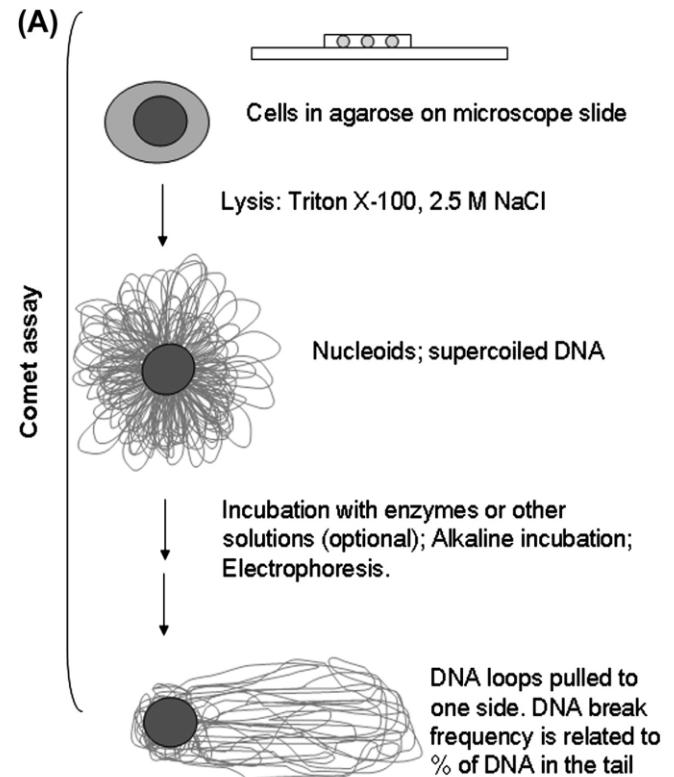 (A)
Cells in agarose on microscope slide
Lysis: Triton X-100, 2.5 M NaCl
Comet assay
Nucleoids; supercoiled DNA
Incubation with enzymes or other
solutions (optional); Alkaline incubation;
Electrophoresis.
DNA loops pulled to
one side. DNA break
frequency is related to
% of DNA in the tail